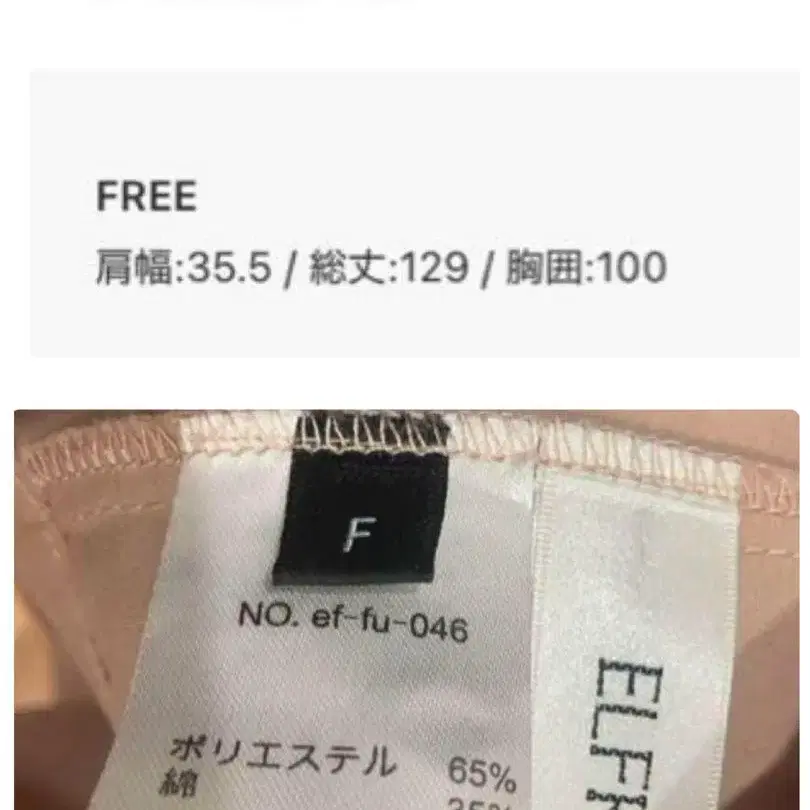 FREE
肩幅:35.5 / 総丈:129 / 胸囲:100
F
NO. ef-fu-046
ポリエステル 65%
綿 35%